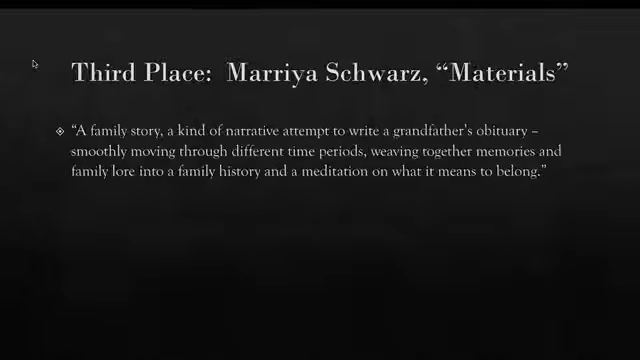 Third Place:  Marriya Schwarz, “Materials”
“A family story, a kind of narrative attempt to write a grandfather's obituary –
smoothly moving through different time periods, weaving together memories and
family lore into a family history and a meditation on what it means to belong.”